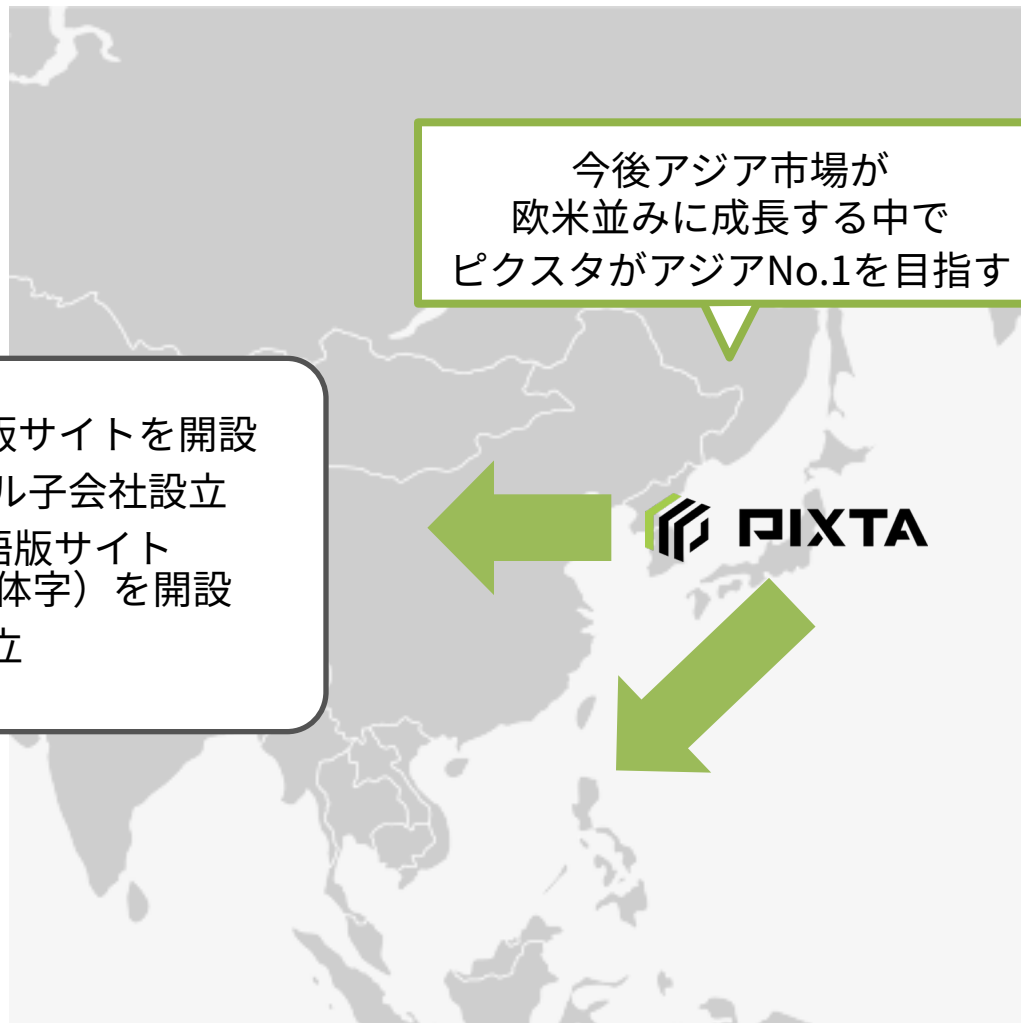 今後アジア市場が
欧米並みに成長する中で
ピクスタがアジアNo.1を目指す
版サイトを開設
ル子会社設立
語版サイト
体字）を開設
立
PIXTA